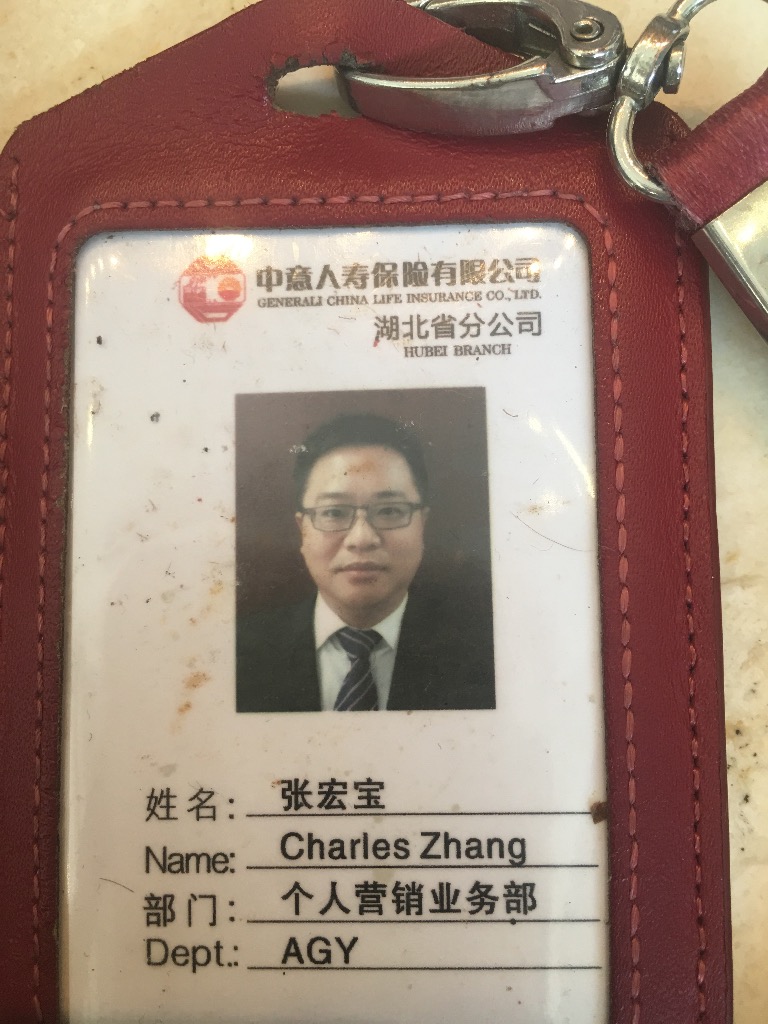 中意人寿保险有限公司
GENERALI CHINA LIFE INSURANCE CO., LTD.
湖北省分公司
HUBEI BRANCH
姓名: 张宏宝
Name: Charles Zhang
部门: 个人营销业务部
Dept.: AGY